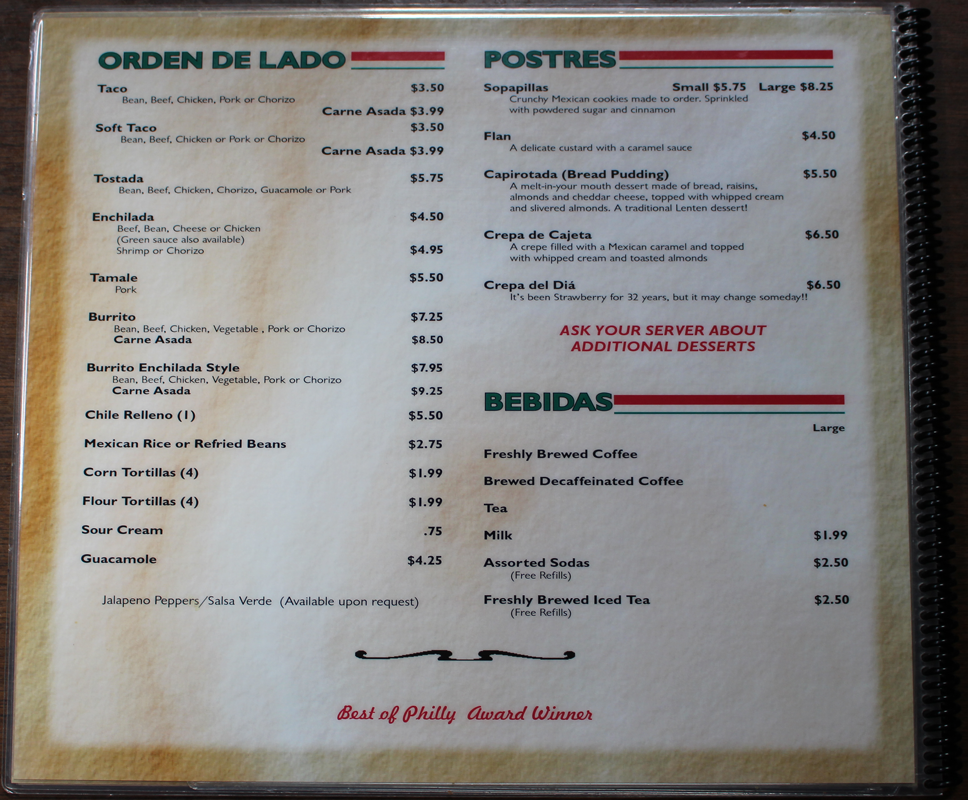 ORDEN DE LADO
Taco $3.50
Bean, Beef, Chicken, Pork or Chorizo
Carne Asada $3.99
Soft Taco $3.50
Bean, Beef, Chicken or Pork or Chorizo
Carne Asada $3.99
Tostada $5.75
Bean, Beef, Chicken, Chorizo, Guacamole or Pork
Enchilada $4.50
Beef, Bean, Cheese or Chicken
(Green sauce also available)
Shrimp or Chorizo $4.95
Tamale $5.50
Pork
Burrito $7.25
Bean, Beef, Chicken, Vegetable , Pork or Chorizo
Carne Asada $8.50
Burrito Enchilada Style $7.95
Bean, Beef, Chicken, Vegetable, Pork or Chorizo
Carne Asada $9.25
Chile Relleno (1) $5.50
Mexican Rice or Refried Beans $2.75
Corn Tortillas (4) $1.99
Flour Tortillas (4) $1.99
Sour Cream .75
Guacamole $4.25
Jalapeno Peppers/Salsa Verde (Available upon request)
POSTRES
Sopapillas Small $5.75 Large $8.25
Crunchy Mexican cookies made to order. Sprinkled
with powdered sugar and cinnamon
Flan $4.50
A delicate custard with a caramel sauce
Capirotada (Bread Pudding) $5.50
A melt-in-your mouth dessert made of bread, raisins,
almonds and cheddar cheese, topped with whipped cream
and slivered almonds. A traditional Lenten dessert!
Crepa de Cajeta $6.50
A crepe filled with a Mexican caramel and topped
with whipped cream and toasted almonds
Crepa del Diá $6.50
It's been Strawberry for 32 years, but it may change someday!!
ASK YOUR SERVER ABOUT
ADDITIONAL DESSERTS
BEBIDAS
Large
Freshly Brewed Coffee
Brewed Decaffeinated Coffee
Tea
Milk $1.99
Assorted Sodas $2.50
(Free Refills)
Freshly Brewed Iced Tea $2.50
(Free Refills)
Best of Philly Award Winner